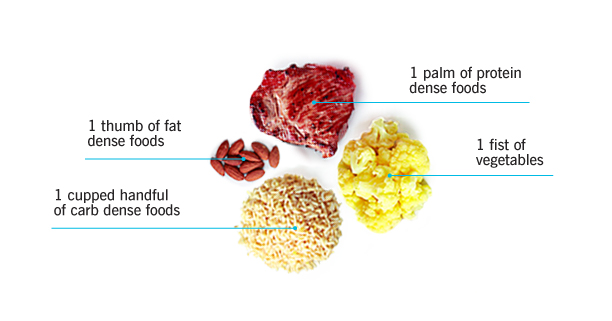 1 palm of protein
dense foods
1 thumb of fat
dense foods
1 fist of
vegetables
1 cupped handful
of carb dense foods